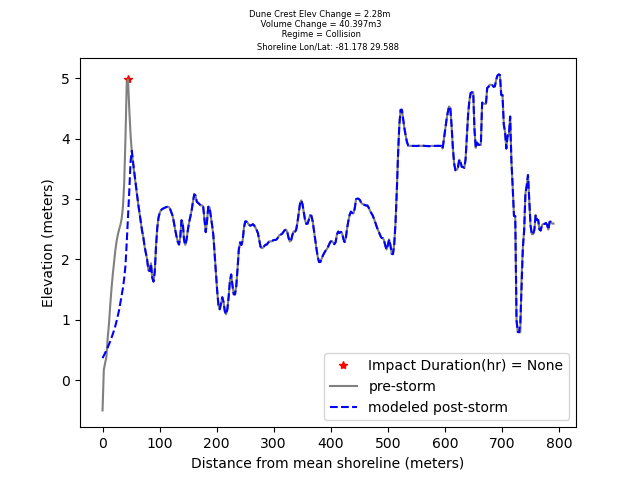 Dune Crest Elev Change = 2.28m
Volume Change = 40.397m3
Regime = Collision
Shoreline Lon/Lat: -81.178 29.588
5
4
3
2
1
0
Elevation (meters)
Impact Duration(hr) = None
pre-storm
modeled post-storm
0 100 200 300 400 500 600 700 800
Distance from mean shoreline (meters)